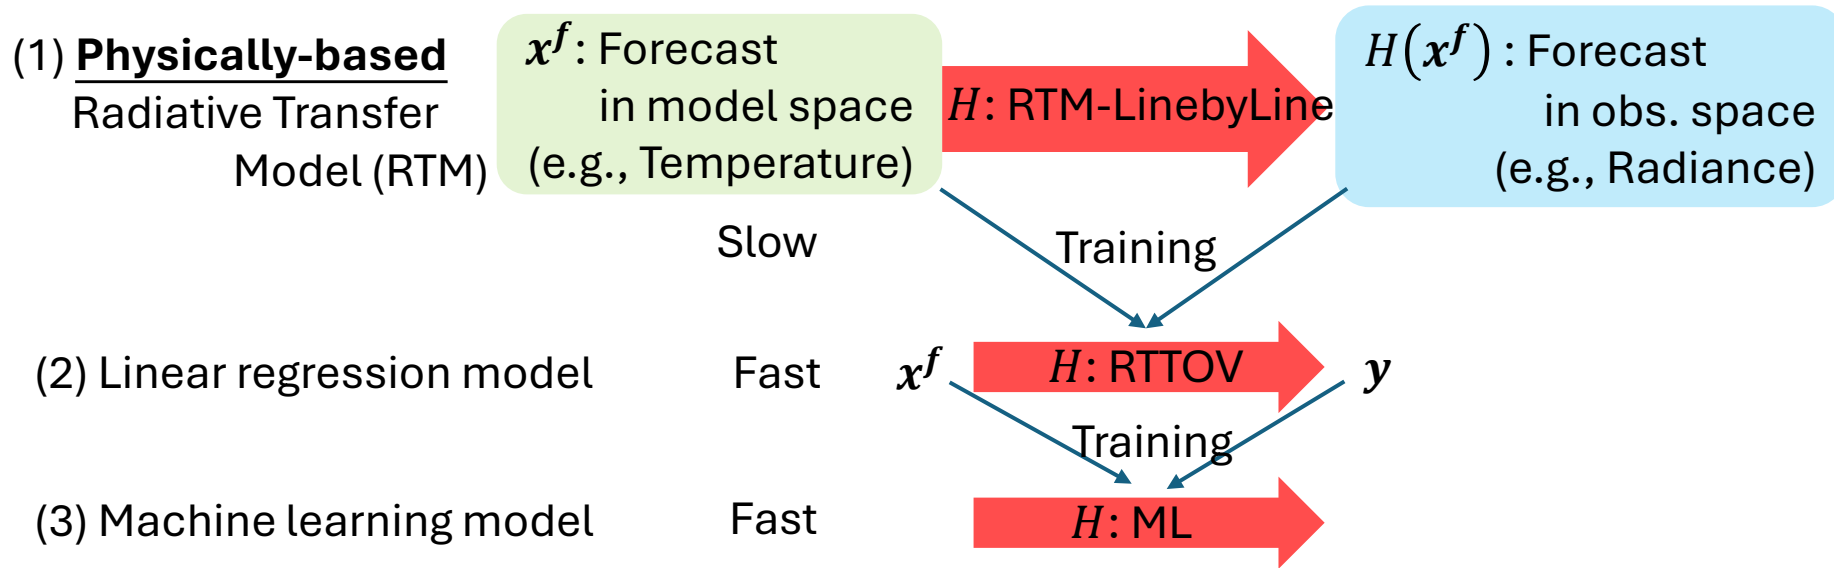 (1) Physically-based
Radiative Transfer
Model (RTM)
x^f: Forecast
in model space
(e.g., Temperature)
H: RTM-LinebyLine
H(x^f) : Forecast
in obs. space
(e.g., Radiance)
Slow
Training
(2) Linear regression model
Fast
x^f
H: RTTOV
y
Training
(3) Machine learning model
Fast
H: ML